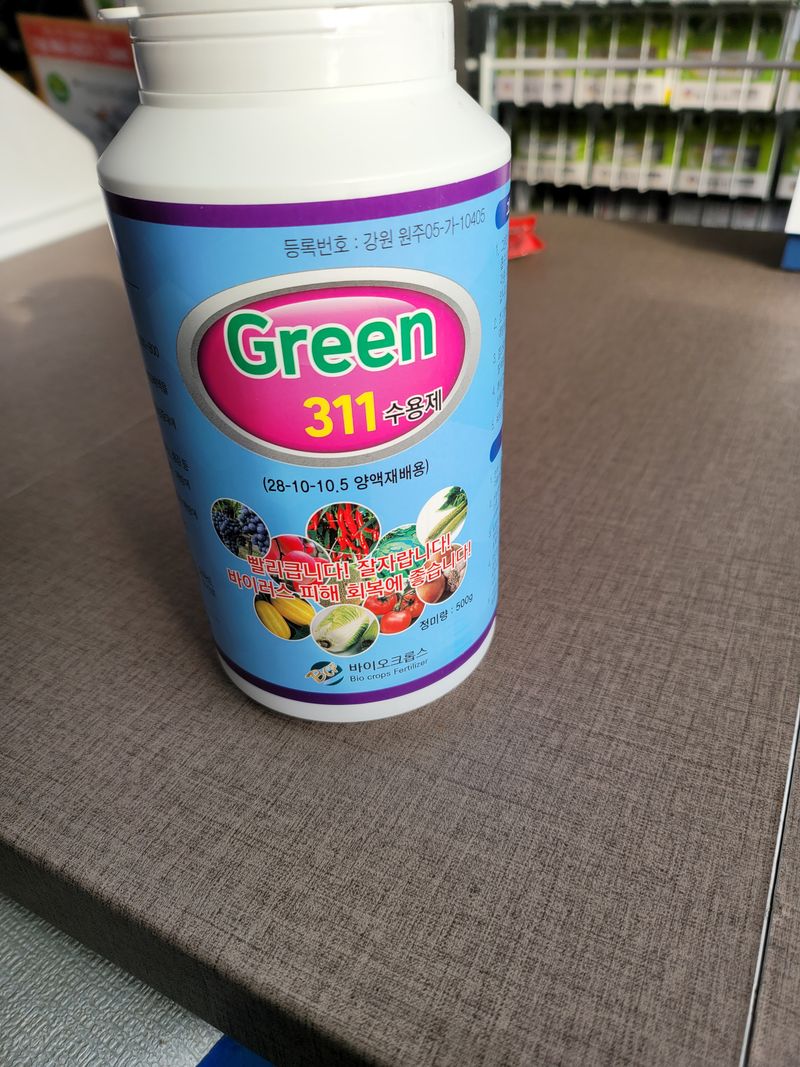 등록번호 : 강원 원주05-가-10405
Green
311 수용제
(28-10-10.5 양액재배용)
빨리큽니다! 잘자랍니다!
바이러스 피해 회복에 좋습니다!
정미량 : 500g
바이오크롭스
Bio crops Fertilizer